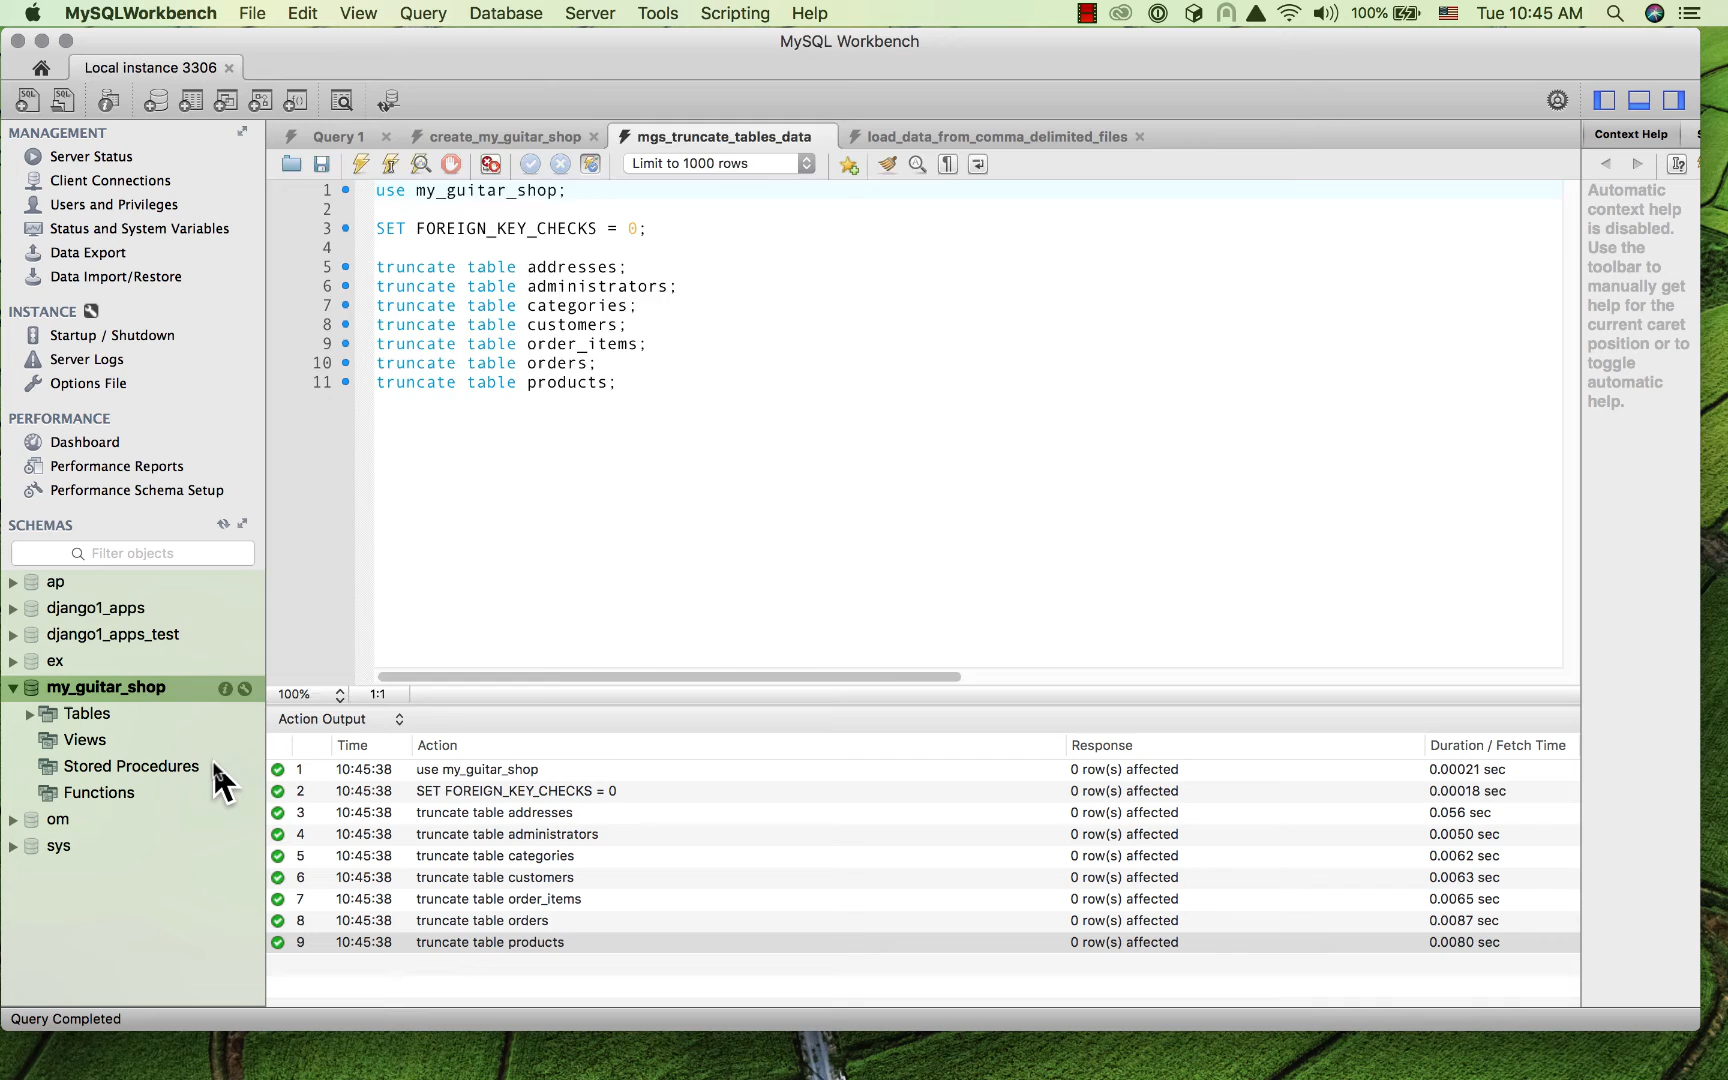 MySQLWorkbench File Edit View Query Database Server Tools Scripting Help 100% Tue 10:45 AM
MySQL Workbench
Local instance 3306
MANAGEMENT
Server Status
Client Connections
Users and Privileges
Status and System Variables
Data Export
Data Import/Restore
INSTANCE
Startup / Shutdown
Server Logs
Options File
PERFORMANCE
Dashboard
Performance Reports
Performance Schema Setup
SCHEMAS
Filter objects
ap
django1_apps
django1_apps_test
ex
my_guitar_shop
Tables
Views
Stored Procedures
Functions
om
sys
Query 1 create_my_guitar_shop mgs_truncate_tables_data load_data_from_comma_delimited_files
Limit to 1000 rows
1 use my_guitar_shop;
2
3 SET FOREIGN_KEY_CHECKS = 0;
4
5 truncate table addresses;
6 truncate table administrators;
7 truncate table categories;
8 truncate table customers;
9 truncate table order_items;
10 truncate table orders;
11 truncate table products;
100% 1:1
Context Help
Automatic
context help
is disabled.
Use the
toolbar to
manually get
help for the
current caret
position or to
toggle
automatic
help.
Action Output
Time Action Response Duration / Fetch Time
1 10:45:38 use my_guitar_shop 0 row(s) affected 0.00021 sec
2 10:45:38 SET FOREIGN_KEY_CHECKS = 0 0 row(s) affected 0.00018 sec
3 10:45:38 truncate table addresses 0 row(s) affected 0.056 sec
4 10:45:38 truncate table administrators 0 row(s) affected 0.0050 sec
5 10:45:38 truncate table categories 0 row(s) affected 0.0062 sec
6 10:45:38 truncate table customers 0 row(s) affected 0.0063 sec
7 10:45:38 truncate table order_items 0 row(s) affected 0.0065 sec
8 10:45:38 truncate table orders 0 row(s) affected 0.0087 sec
9 10:45:38 truncate table products 0 row(s) affected 0.0080 sec
Query Completed